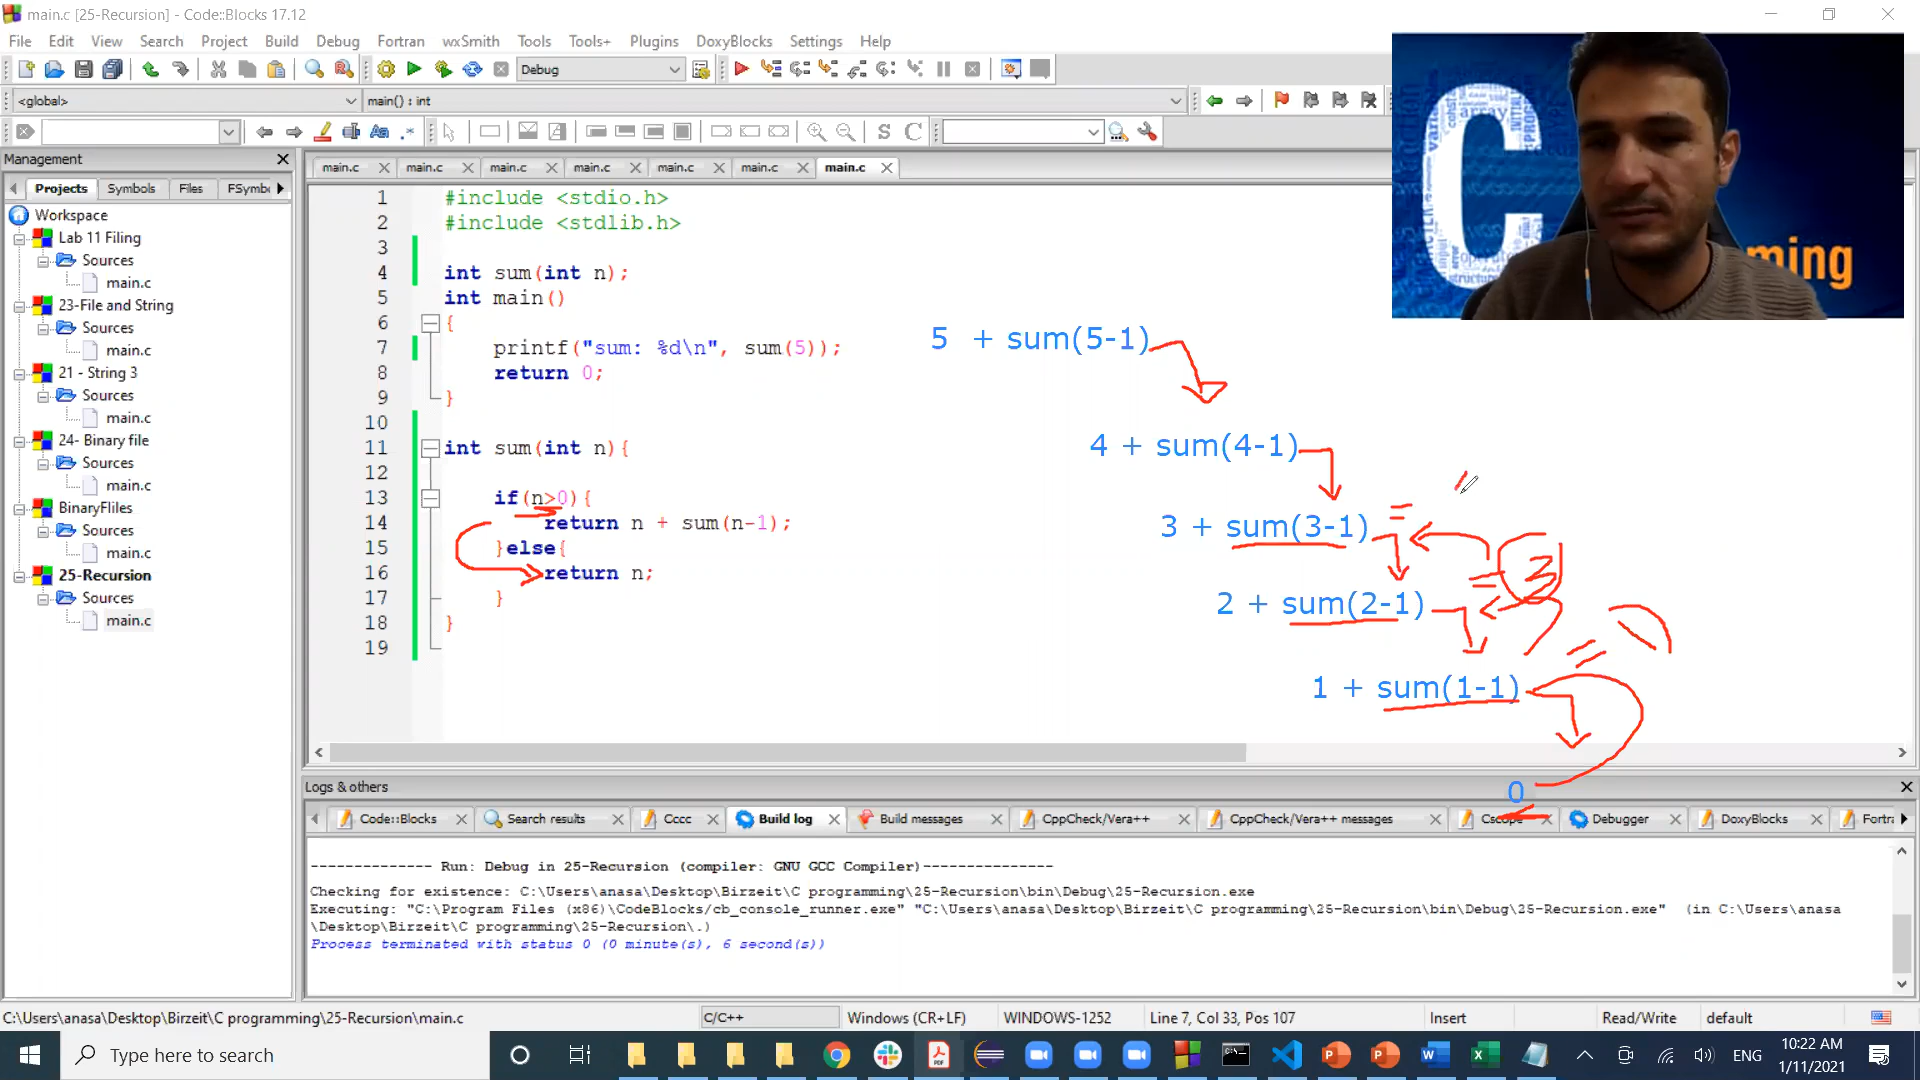 main.c [25-Recursion] - Code::Blocks 17.12
File Edit View Search Project Build Debug Fortran wxSmith Tools Tools+ Plugins DoxyBlocks Settings Help
Debug
<global>
main() : int
Management
Projects Symbols Files FSymb
main.c main.c main.c main.c main.c main.c main.c
Workspace
Lab 11 Filing
Sources
main.c
23-File and String
Sources
main.c
21 - String 3
Sources
main.c
24- Binary file
Sources
main.c
BinaryFIiles
Sources
main.c
25-Recursion
Sources
main.c
1 #include <stdio.h>
2 #include <stdlib.h>
3
4 int sum(int n);
5 int main()
6 {
7 printf("sum: %d\n", sum(5));
8 return 0;
9 }
10
11 int sum(int n){
12
13 if(n>0){
14 return n + sum(n-1);
15 }else{
16 return n;
17 }
18 }
19
5 + sum(5-1)
4 + sum(4-1)
=
3 + sum(3-1)
= 3
2 + sum(2-1)
= 1
1 + sum(1-1)
0
C
ming
Logs & others
Code::Blocks Search results Cccc Build log Build messages CppCheck/Vera++ CppCheck/Vera++ messages Cscope Debugger DoxyBlocks Fortra
-------------- Run: Debug in 25-Recursion (compiler: GNU GCC Compiler)---------------
Checking for existence: C:\Users\anasa\Desktop\Birzeit\C programming\25-Recursion\bin\Debug\25-Recursion.exe
Executing: "C:\Program Files (x86)\CodeBlocks/cb_console_runner.exe" "C:\Users\anasa\Desktop\Birzeit\C programming\25-Recursion\bin\Debug\25-Recursion.exe" (in C:\Users\anasa
\Desktop\Birzeit\C programming\25-Recursion\.)
Process terminated with status 0 (0 minute(s), 6 second(s))
C:\Users\anasa\Desktop\Birzeit\C programming\25-Recursion\main.c
C/C++
Windows (CR+LF)
WINDOWS-1252
Line 7, Col 33, Pos 107
Insert
Read/Write
default
Type here to search
ENG
10:22 AM
1/11/2021